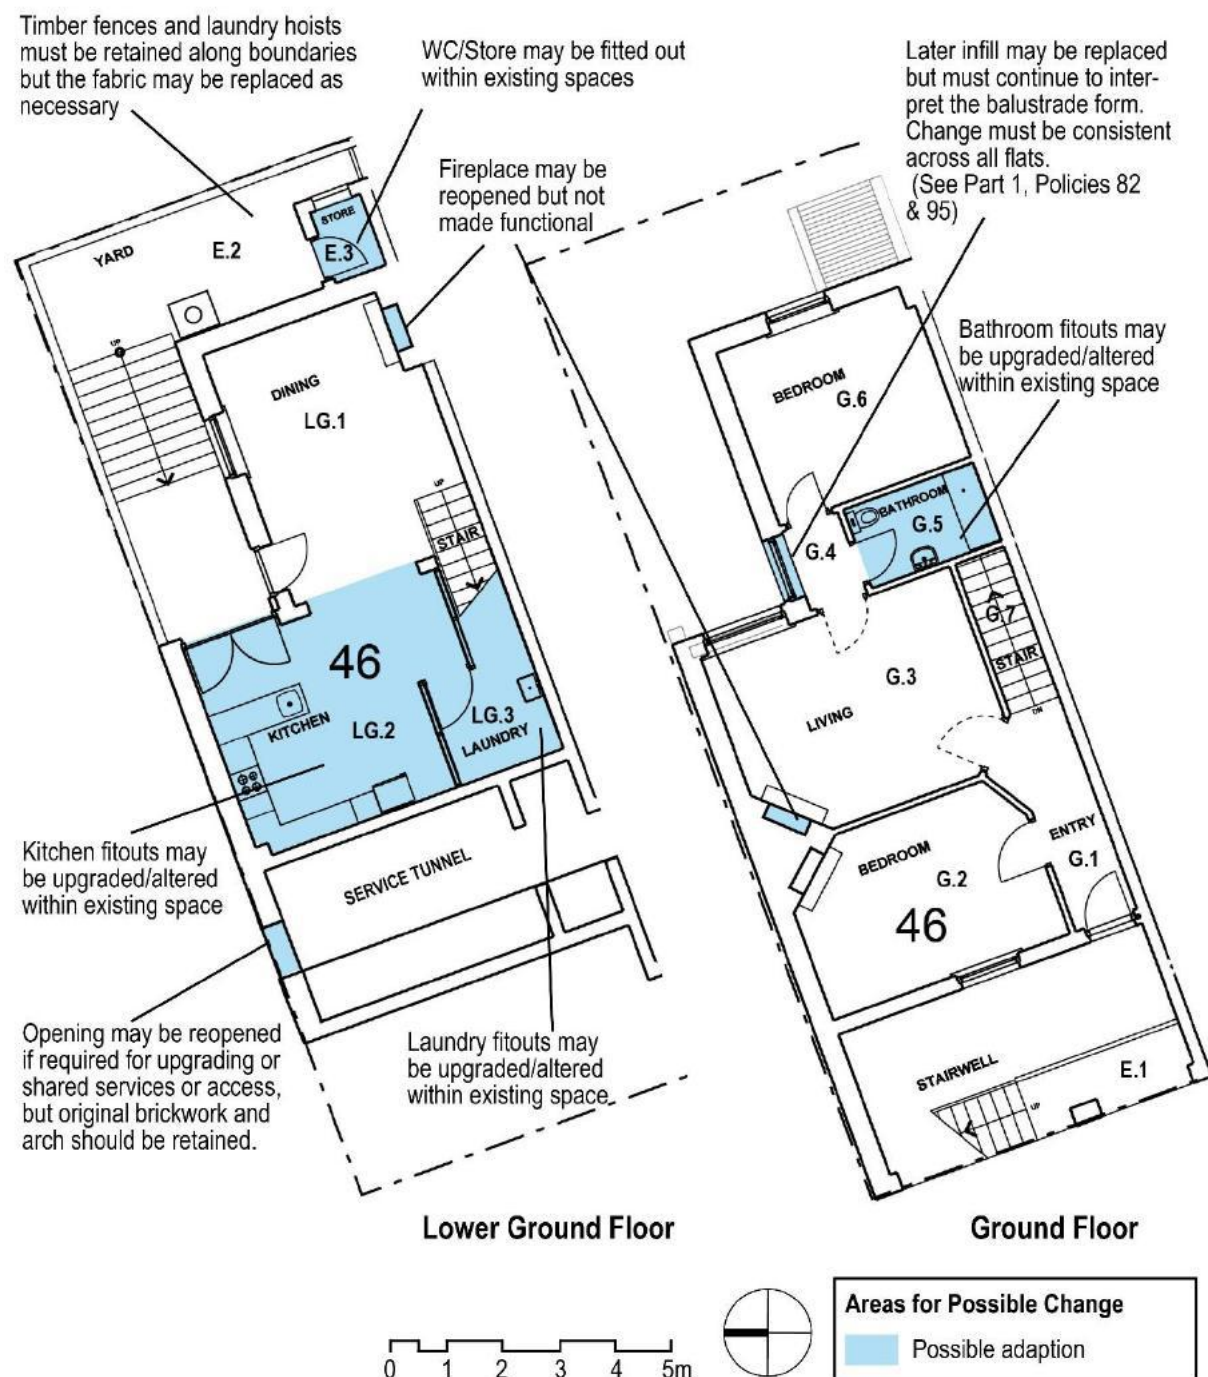 Timber fences and laundry hoists
must be retained along boundaries
but the fabric may be replaced as
necessary
WC/Store may be fitted out
within existing spaces
Fireplace may be
reopened but not
made functional
Later infill may be replaced
but must continue to inter-
pret the balustrade form.
Change must be consistent
across all flats.
(See Part 1, Policies 82
& 95)
Bathroom fitouts may
be upgraded/altered
within existing space
STORE
E.3
YARD
E.2
UP
DINING
LG.1
UP
STAIR
46
KITCHEN
LG.2
LG.3
LAUNDRY
SERVICE TUNNEL
Kitchen fitouts may
be upgraded/altered
within existing space
Opening may be reopened
if required for upgrading or
shared services or access,
but original brickwork and
arch should be retained.
Laundry fitouts may
be upgraded/altered
within existing space
BEDROOM
G.6
BATHROOM
G.5
G.4
G.7
STAIR
DN
G.3
LIVING
ENTRY
G.1
BEDROOM
G.2
46
STAIRWELL
E.1
UP
Lower Ground Floor
Ground Floor
0 1 2 3 4 5m
Areas for Possible Change
Possible adaption